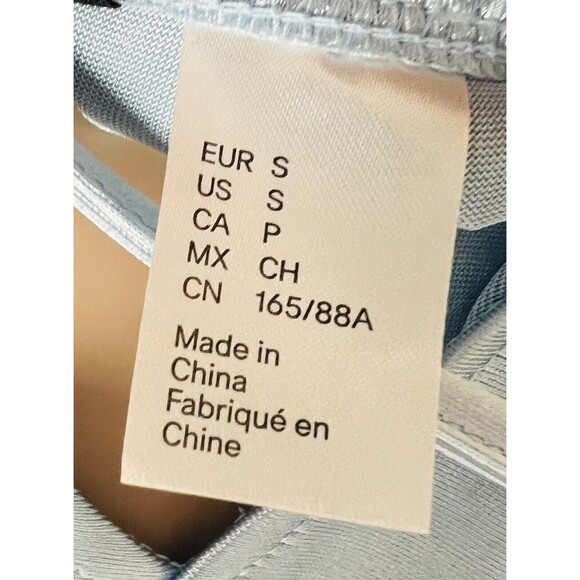 EUR S
US S
CA P
MX CH
CN 165/88A
Made in
China
Fabriqué en
Chine